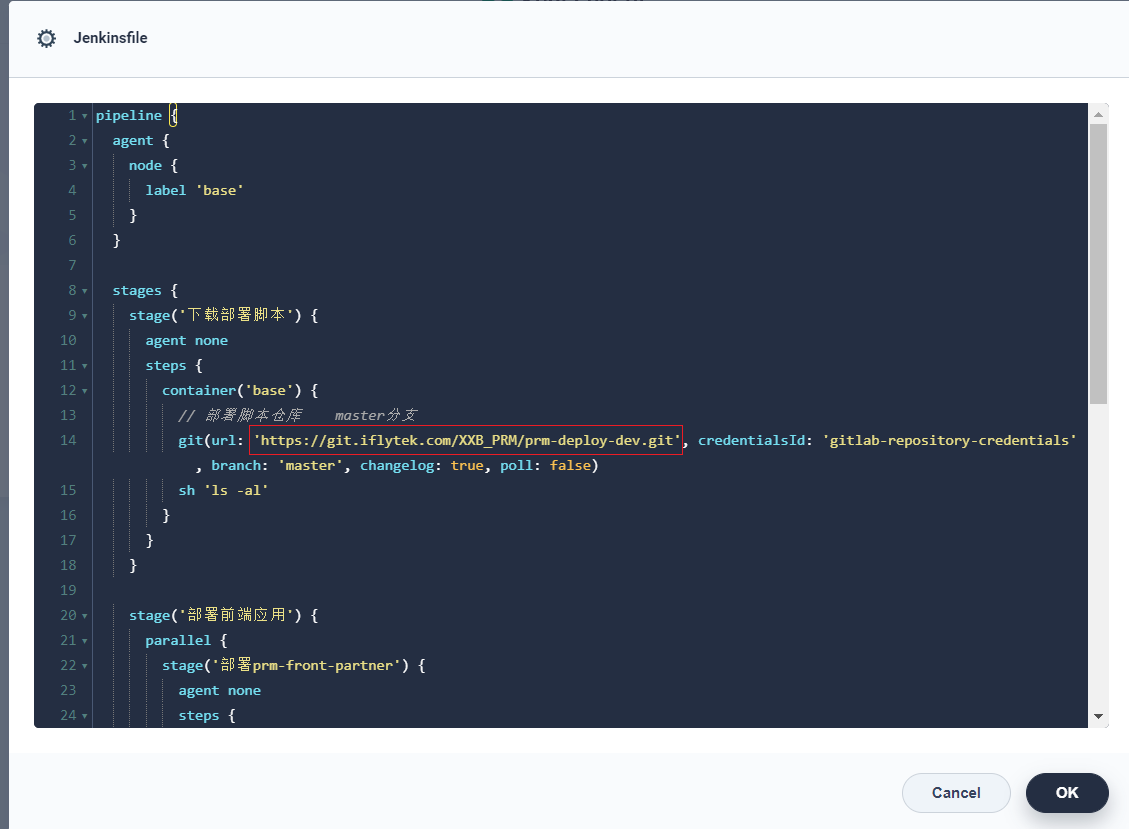 Jenkinsfile
1 pipeline {
2 agent {
3 node {
4 label 'base'
5 }
6 }
7
8 stages {
9 stage('下载部署脚本') {
10 agent none
11 steps {
12 container('base') {
13 // 部署脚本仓库    master分支
14 git(url: 'https://git.iflytek.com/XXB_PRM/prm-deploy-dev.git', credentialsId: 'gitlab-repository-credentials'
, branch: 'master', changelog: true, poll: false)
15 sh 'ls -al'
16 }
17 }
18 }
19
20 stage('部署前端应用') {
21 parallel {
22 stage('部署prm-front-partner') {
23 agent none
24 steps {
Cancel OK